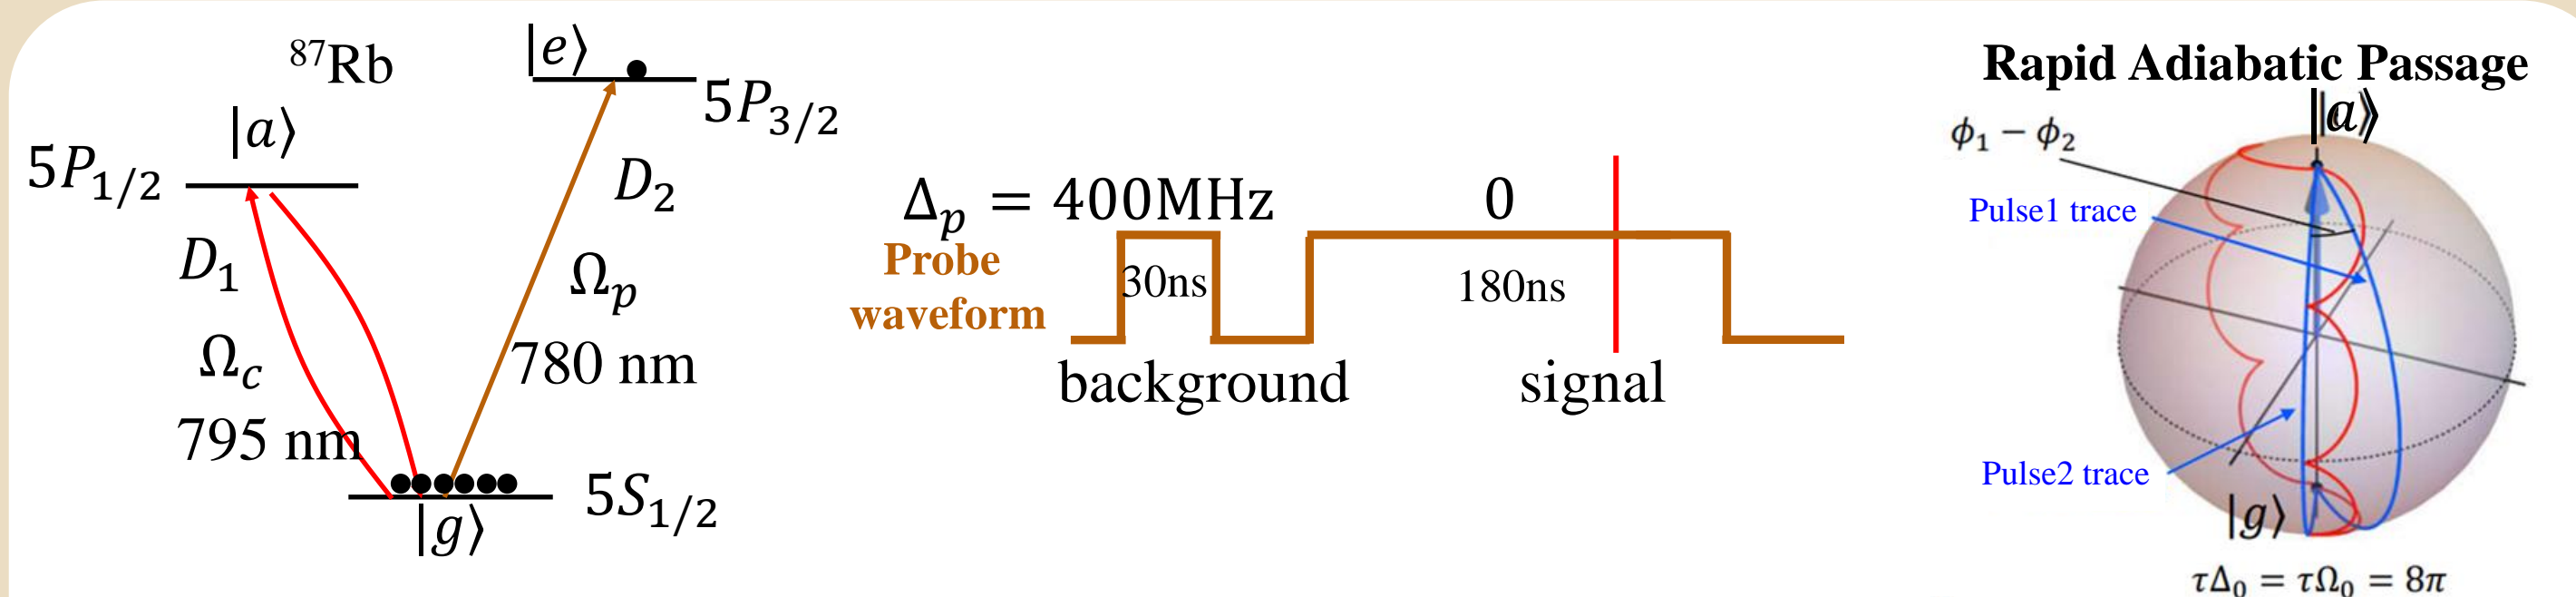 ⁸⁷Rb
|e⟩
5P₃/₂
|a⟩
5P₁/₂
D₂
D₁
Ωₚ
Ω꜀
780 nm
795 nm
5S₁/₂
|g⟩
Δₚ = 400MHz 0
Probe
waveform
30ns
180ns
background
signal
Rapid Adiabatic Passage
|a⟩
ϕ₁ − ϕ₂
Pulse1 trace
Pulse2 trace
|g⟩
τΔ₀ = τΩ₀ = 8π